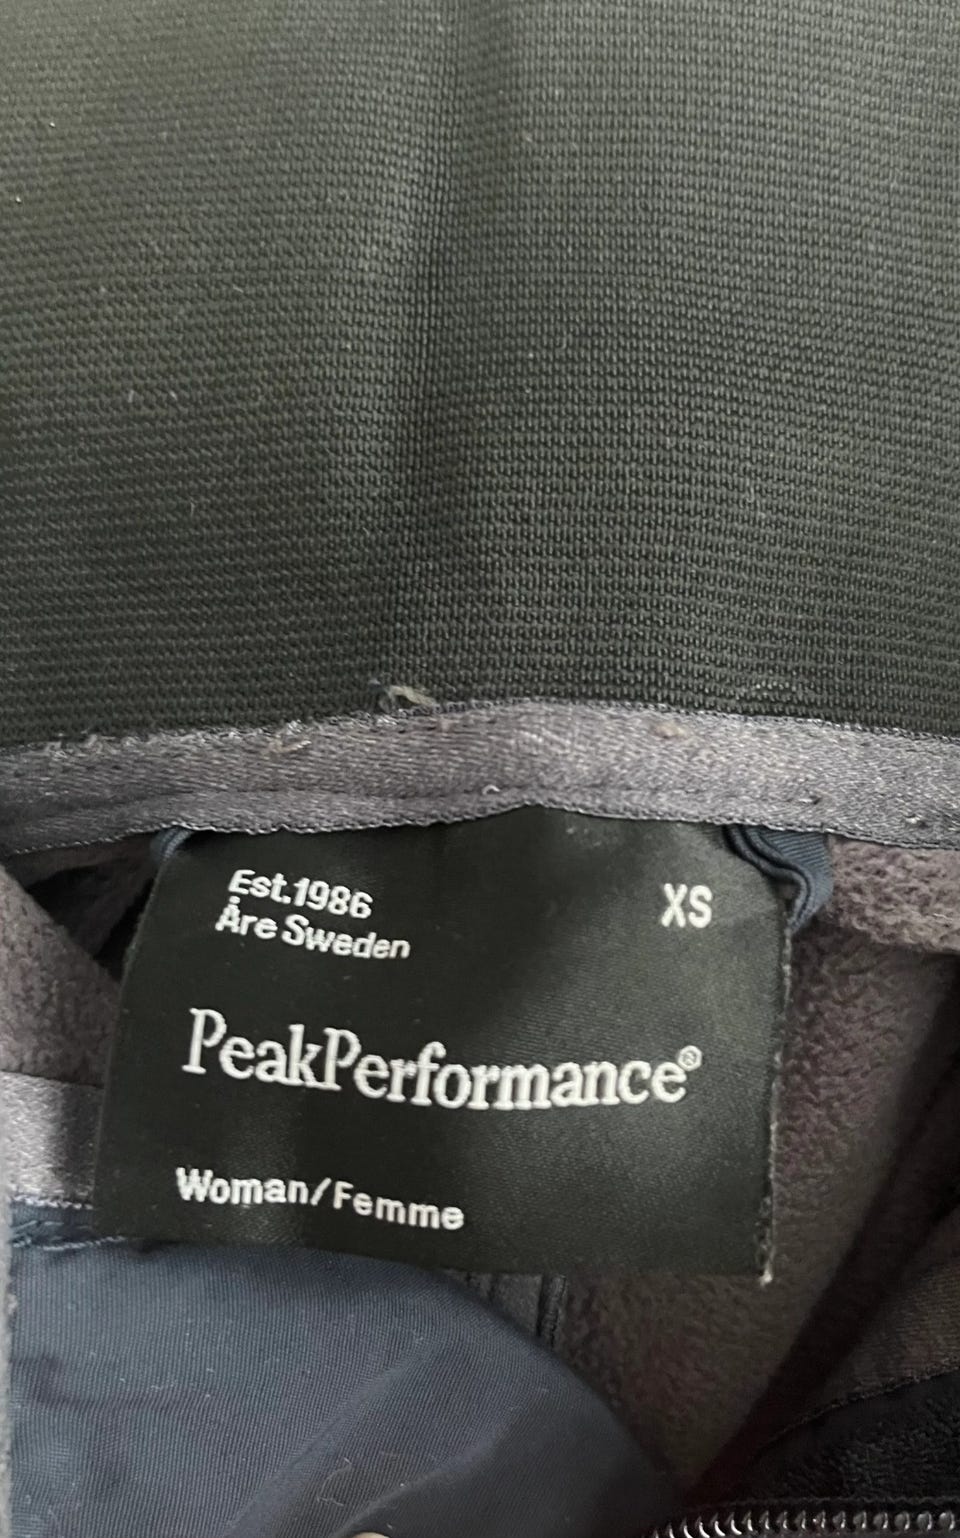 Est.1986
Åre Sweden
XS
PeakPerformance®
Woman/Femme